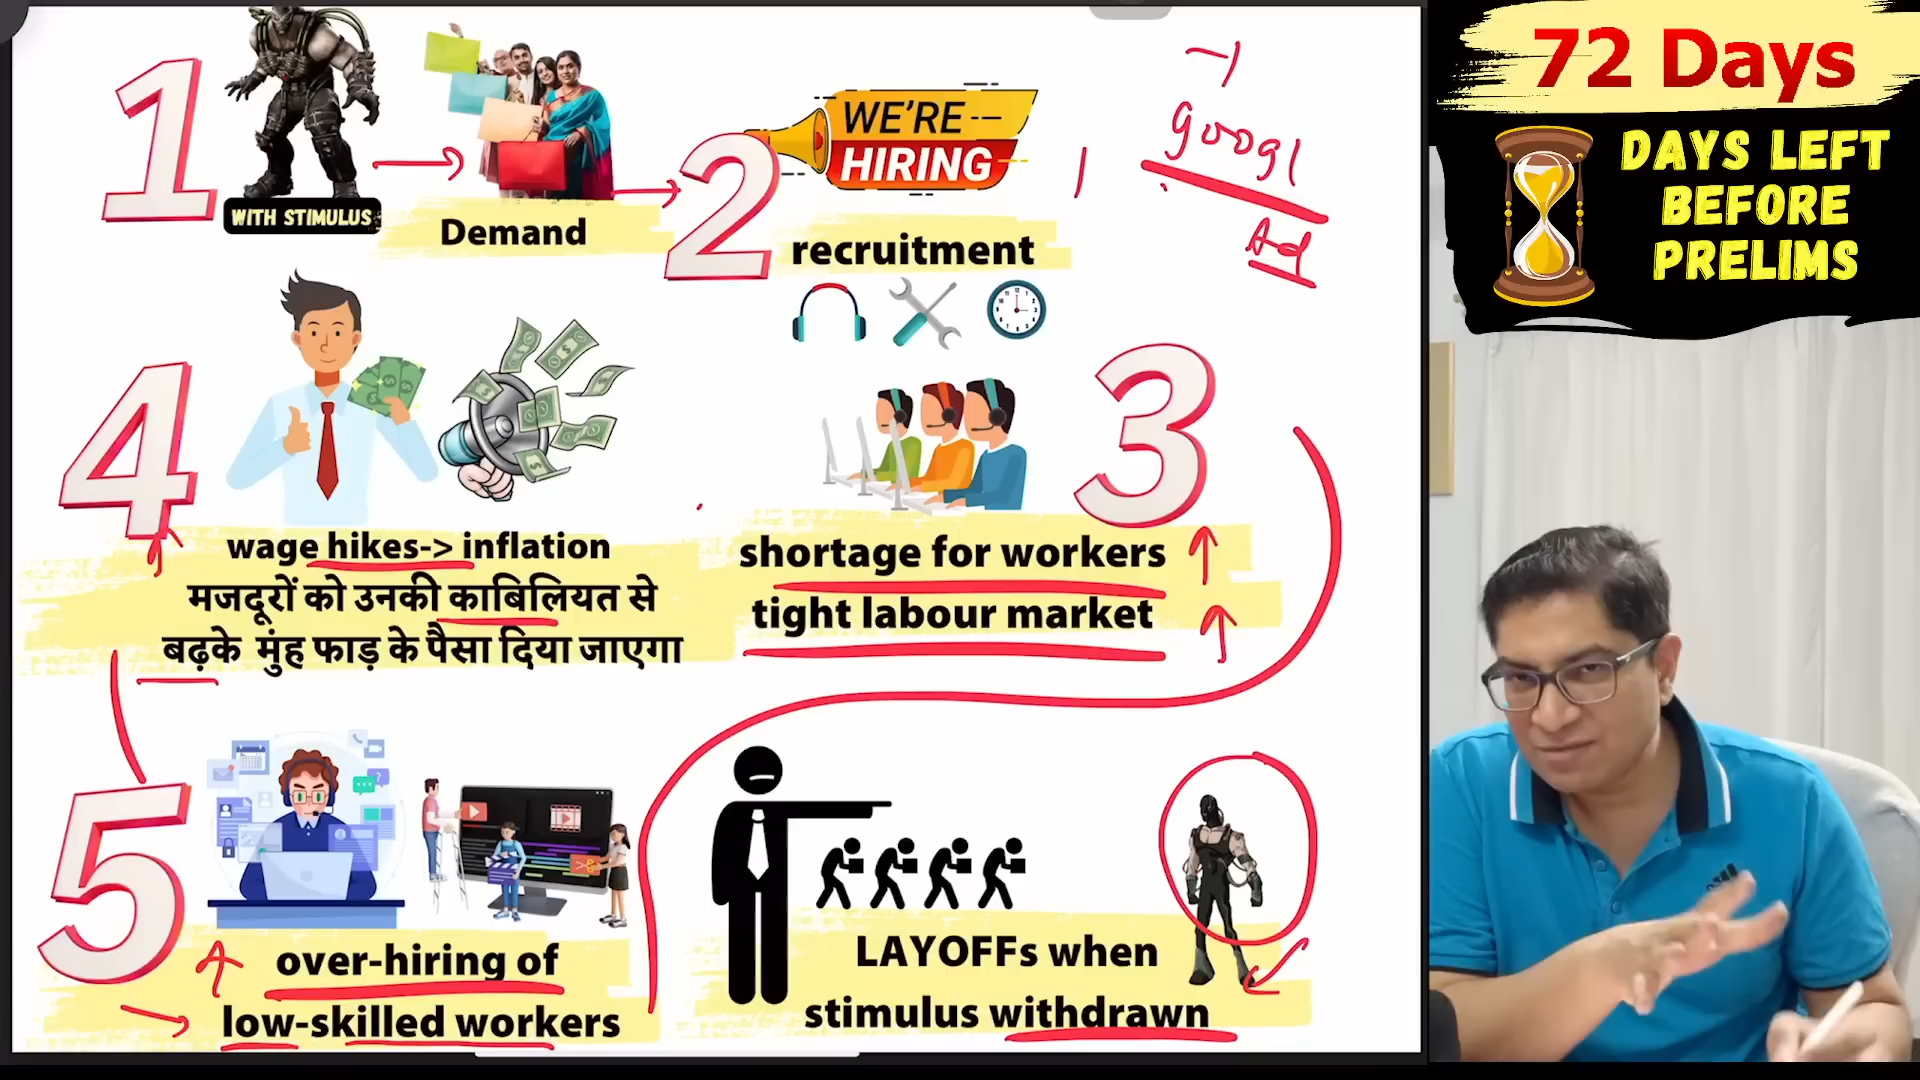 1
WITH STIMULUS
Demand
2
WE'RE
HIRING
recruitment
googl
Ad
4
wage hikes-> inflation
मजदूरों को उनकी काबिलियत से
बढ़के मुंह फाड़ के पैसा दिया जाएगा
3
shortage for workers
tight labour market
5
over-hiring of
low-skilled workers
LAYOFFs when
stimulus withdrawn
72 Days
DAYS LEFT
BEFORE
PRELIMS